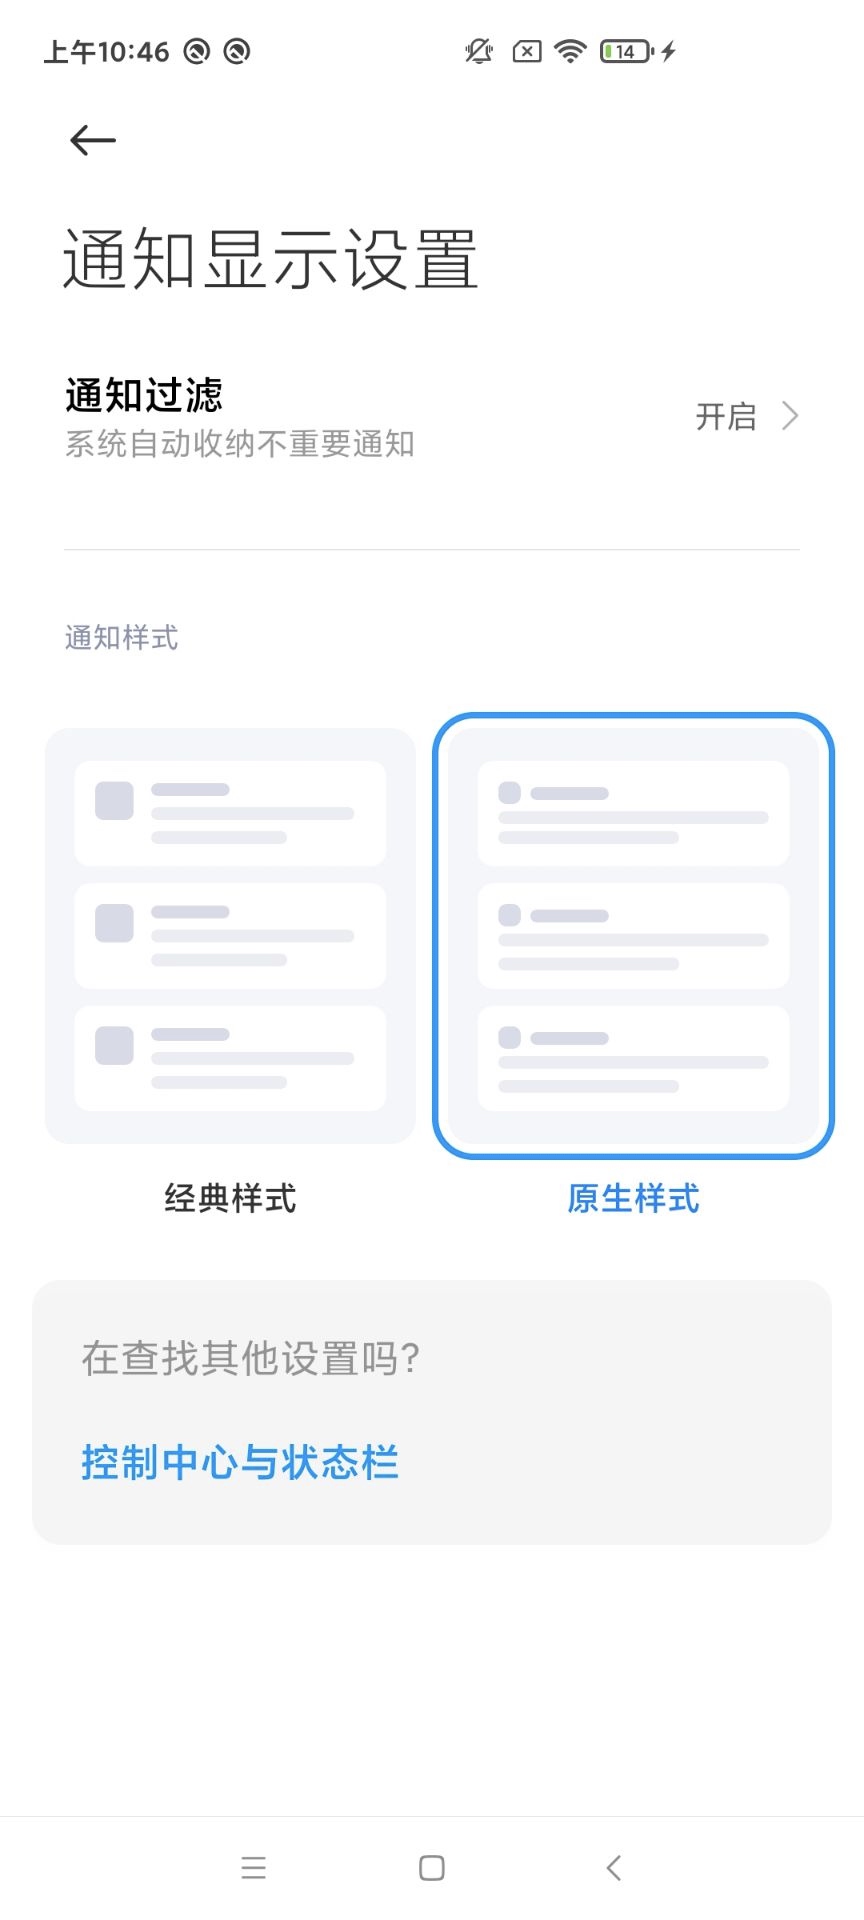 上午10:46
14
通知显示设置
通知过滤
系统自动收纳不重要通知
开启
通知样式
经典样式
原生样式
在查找其他设置吗?
控制中心与状态栏